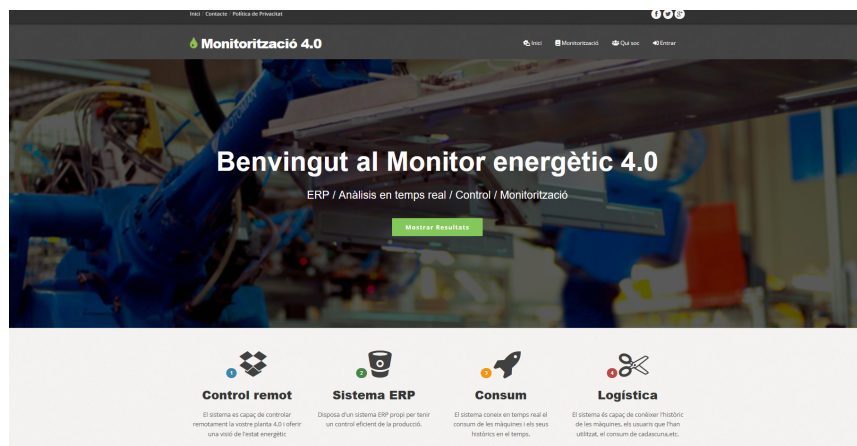 Inici Contacte Política de Privacitat
Monitorització 4.0
Inici Monitorització Qui soc Entrar
MOTOMAN
Benvingut al Monitor energètic 4.0
ERP / Anàlisis en temps real / Control / Monitorització
Mostrar Resultats
1 2 3 4
Control remot Sistema ERP Consum Logística
El sistema es capaç de controlar Disposa d'un sistema ERP propi per tenir El sistema coneix en temps real el El sistema és capaç de conèixer l'històric
remotament la vostre planta 4.0 i oferir un control eficient de la producció. consum de les màquines i els seus de les màquines, els usuaris que l'han
una visió de l'estat energètic històrics en el temps. utilitzat, el consum de cadascuna,etc.